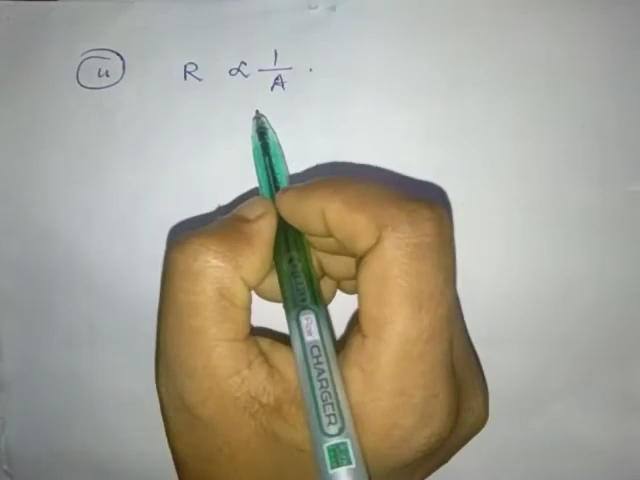 (ii) R ∝ 1/A .
CHARGER